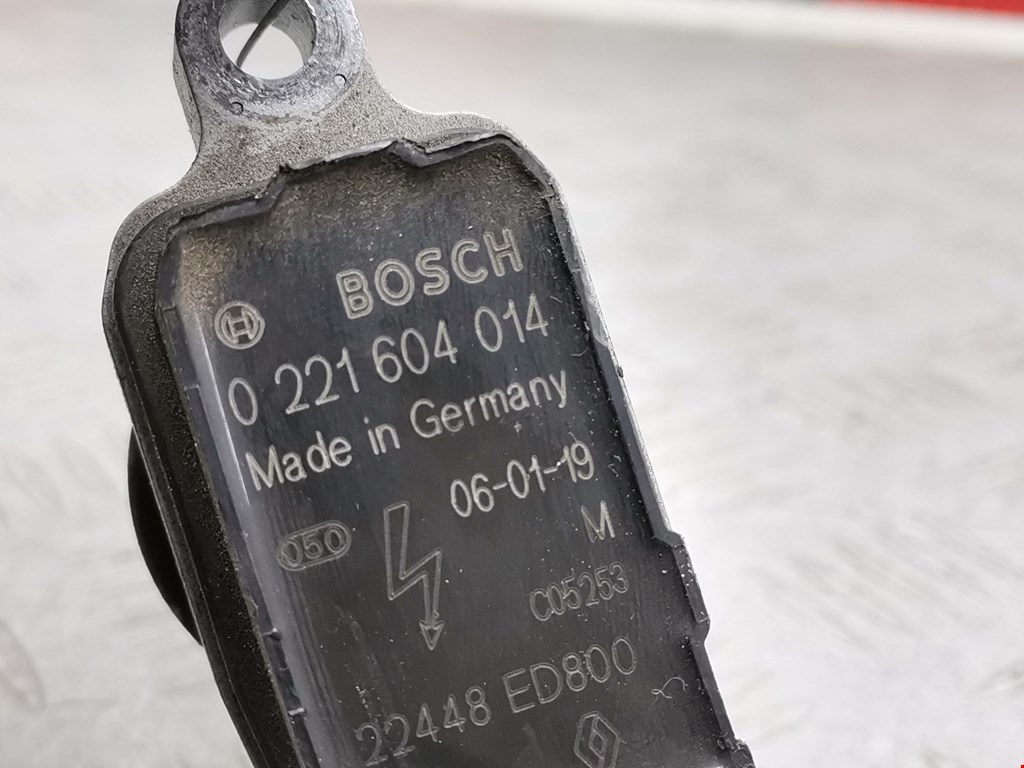 BOSCH
0 221 604 014
Made in Germany
06-01-19
050
M
C05253
22448 ED800